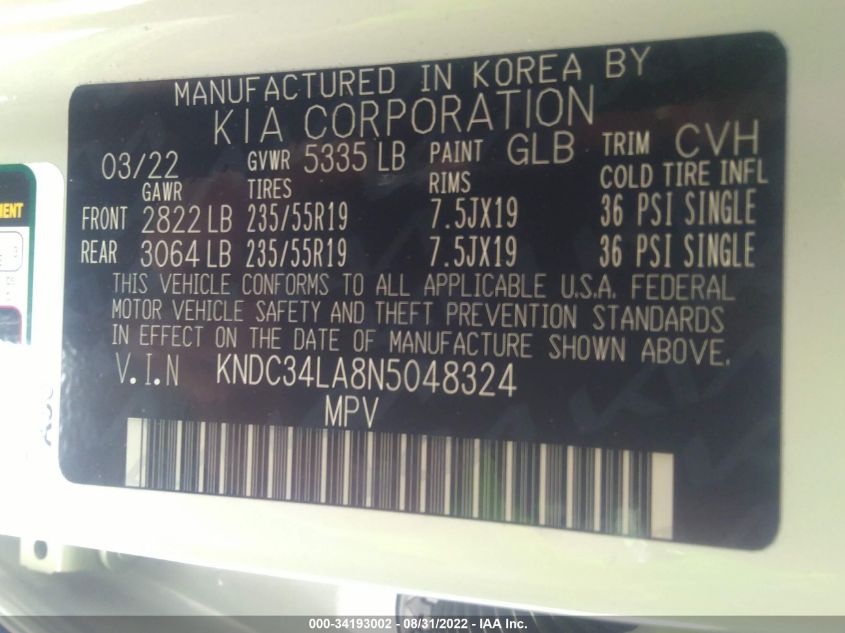 MANUFACTURED IN KOREA BY
KIA CORPORATION
03/22 GVWR 5335 LB PAINT GLB TRIM CVH
GAWR TIRES RIMS COLD TIRE INFL
FRONT 2822 LB 235/55R19 7.5JX19 36 PSI SINGLE
REAR 3064 LB 235/55R19 7.5JX19 36 PSI SINGLE
THIS VEHICLE CONFORMS TO ALL APPLICABLE U.S.A. FEDERAL
MOTOR VEHICLE SAFETY AND THEFT PREVENTION STANDARDS
IN EFFECT ON THE DATE OF MANUFACTURE SHOWN ABOVE.
V.I.N KNDC34LA8N5048324
MPV
000-34193002 - 08/31/2022 - IAA Inc.